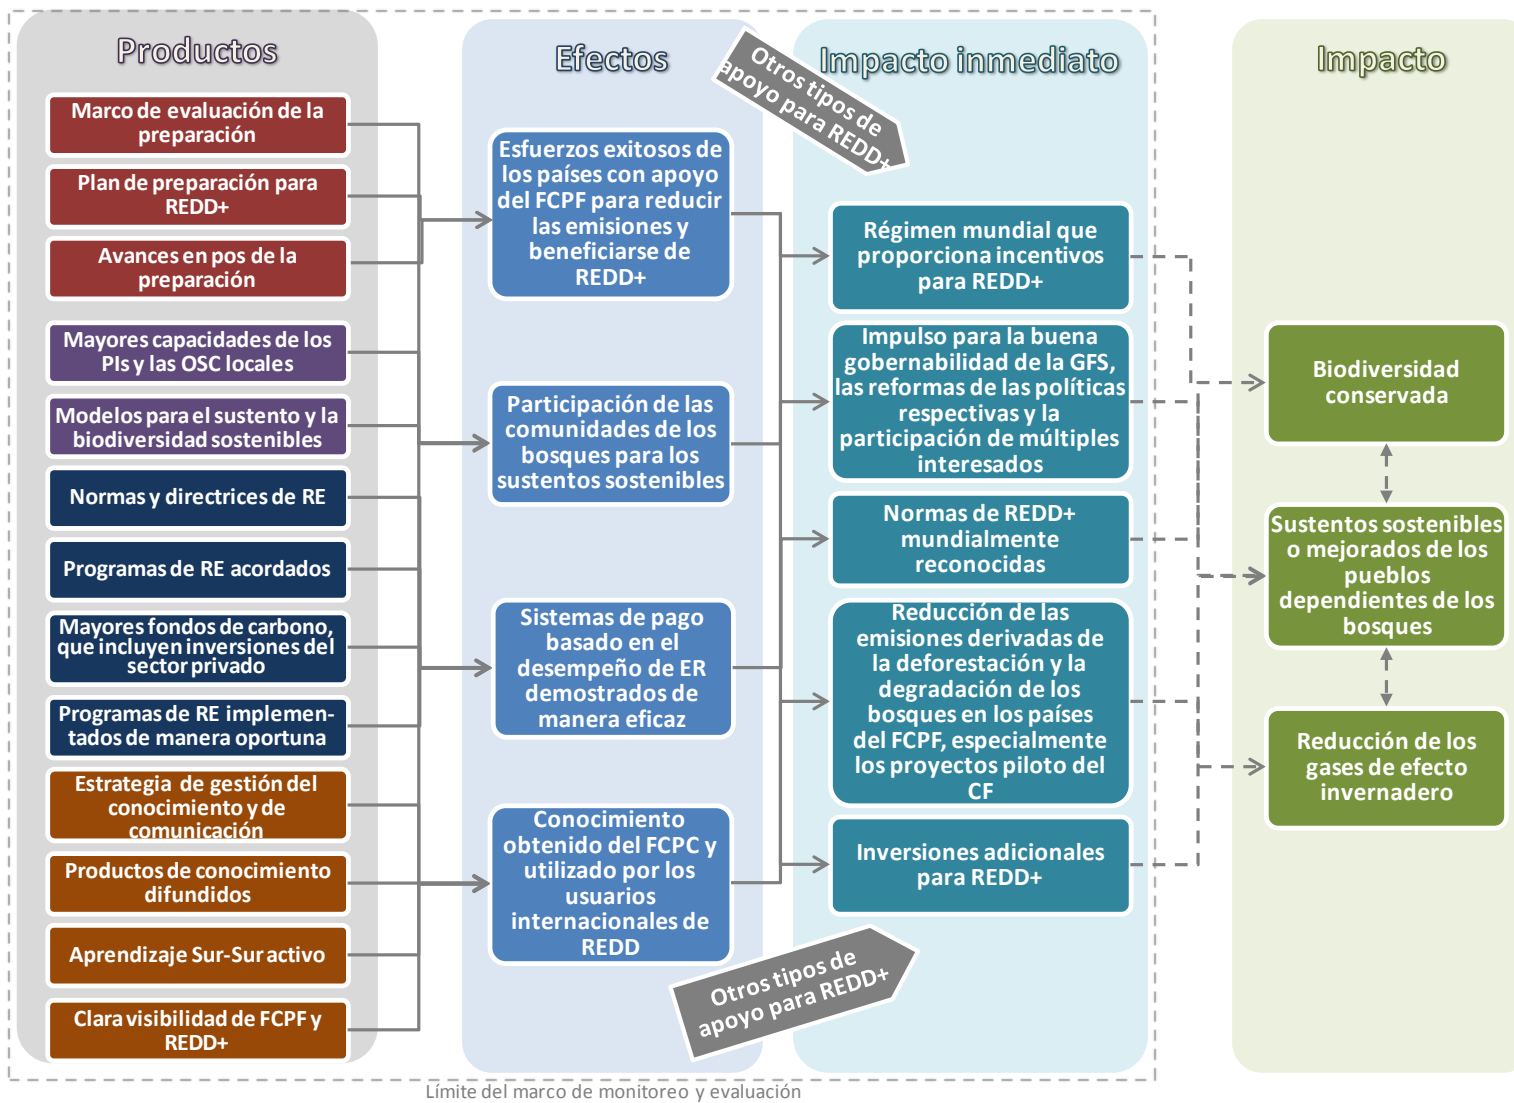 Productos
Marco de evaluación de la
preparación
Plan de preparación para
REDD+
Avances en pos de la
preparación
Mayores capacidades de los
PIs y las OSC locales
Modelos para el sustento y la
biodiversidad sostenibles
Normas y directrices de RE
Programas de RE acordados
Mayores fondos de carbono,
que incluyen inversiones del
sector privado
Programas de RE implemen-
tados de manera oportuna
Estrategia de gestión del
conocimiento y de
comunicación
Productos de conocimiento
difundidos
Aprendizaje Sur-Sur activo
Clara visibilidad de FCPF y
REDD+
Efectos
Esfuerzos exitosos de
los países con apoyo
del FCPF para reducir
las emisiones y
beneficiarse de
REDD+
Participación de las
comunidades de los
bosques para los
sustentos sostenibles
Sistemas de pago
basado en el
desempeño de ER
demostrados de
manera eficaz
Conocimiento
obtenido del FCPC y
utilizado por los
usuarios
internacionales de
REDD
Otros tipos de
apoyo para REDD+
Impacto inmediato
Régimen mundial que
proporciona incentivos
para REDD+
Impulso para la buena
gobernabilidad de la GFS,
las reformas de las políticas
respectivas y la
participación de múltiples
interesados
Normas de REDD+
mundialmente
reconocidas
Reducción de las
emisiones derivadas de
la deforestación y la
degradación de los
bosques en los países
del FCPF, especialmente
los proyectos piloto del
CF
Inversiones adicionales
para REDD+
Otros tipos de
apoyo para REDD+
Impacto
Biodiversidad
conservada
Sustentos sostenibles
o mejorados de los
pueblos
dependientes de los
bosques
Reducción de los
gases de efecto
invernadero
Límite del marco de monitoreo y evaluación